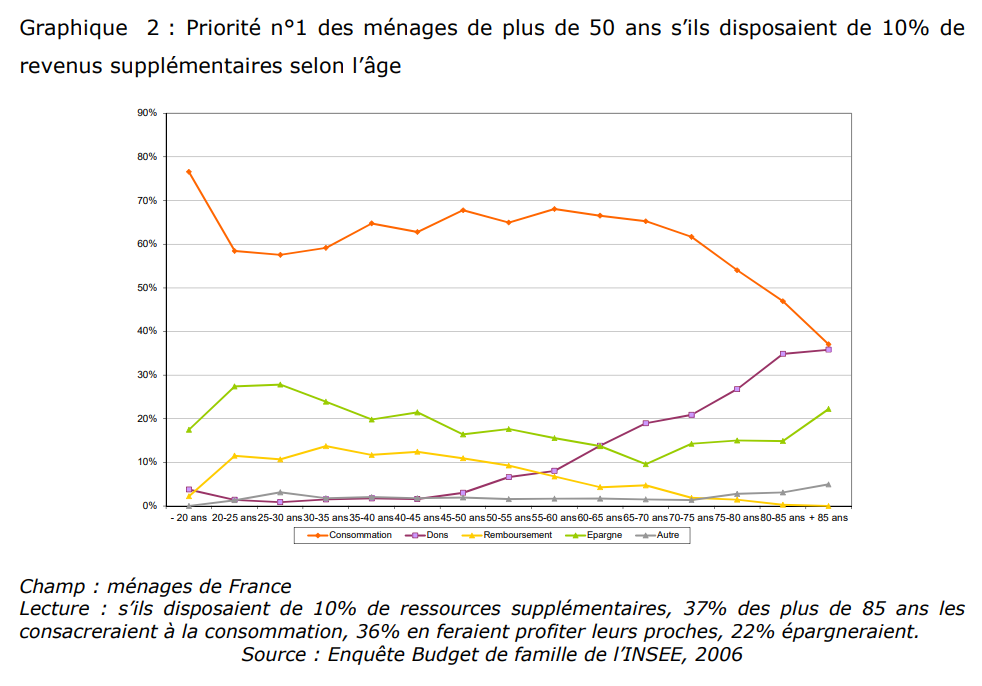 Graphique 2 : Priorité n°1 des ménages de plus de 50 ans s’ils disposaient de 10% de
revenus supplémentaires selon l’âge
90%
80%
70%
60%
50%
40%
30%
20%
10%
0%
- 20 ans 20-25 ans 25-30 ans 30-35 ans 35-40 ans 40-45 ans 45-50 ans 50-55 ans 55-60 ans 60-65 ans 65-70 ans 70-75 ans 75-80 ans 80-85 ans + 85 ans
Consommation Dons Remboursement Epargne Autre
Champ : ménages de France
Lecture : s’ils disposaient de 10% de ressources supplémentaires, 37% des plus de 85 ans les
consacreraient à la consommation, 36% en feraient profiter leurs proches, 22% épargneraient.
Source : Enquête Budget de famille de l’INSEE, 2006